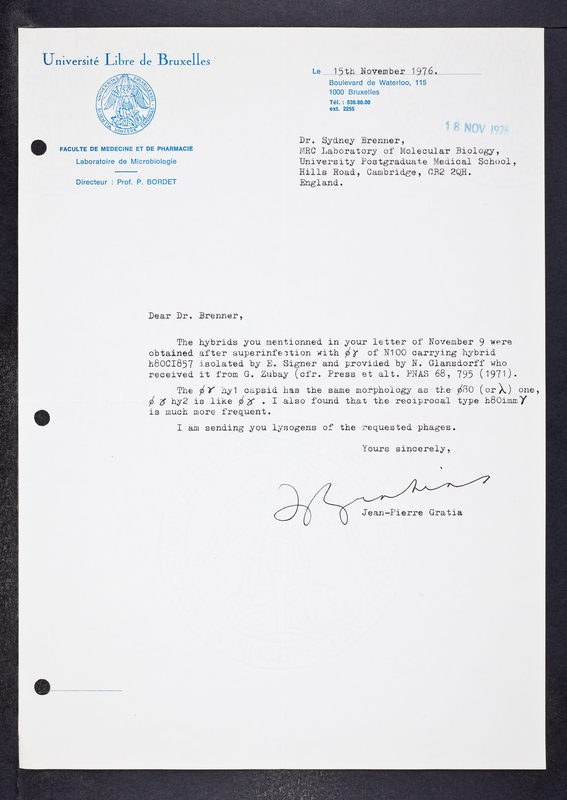 Université Libre de Bruxelles
FACULTE DE MEDECINE ET DE PHARMACIE
Laboratoire de Microbiologie
Directeur : Prof. P. BORDET
Le 15th November 1976.
Boulevard de Waterloo, 115
1000 Bruxelles
Tél. : 538.88.00
ext. 2255
18 NOV 1976
Dr. Sydney Brenner,
MRC Laboratory of Molecular Biology,
University Postgraduate Medical School,
Hills Road, Cambridge, CB2 2QH.
England.
Dear Dr. Brenner,
The hybrids you mentionned in your letter of November 9 were
obtained after superinfection with øγ of N100 carrying hybrid
h80CI857 isolated by E. Signer and provided by N. Glansdorff who
received it from G. Zubay (cfr. Press et alt. PNAS 68, 795 (1971).
The øγ hy1 capsid has the same morphology as the ø80 (or λ) one,
øγ hy2 is like øγ . I also found that the reciprocal type h80immγ
is much more frequent.
I am sending you lysogens of the requested phages.
Yours sincerely,
Jean-Pierre Gratia